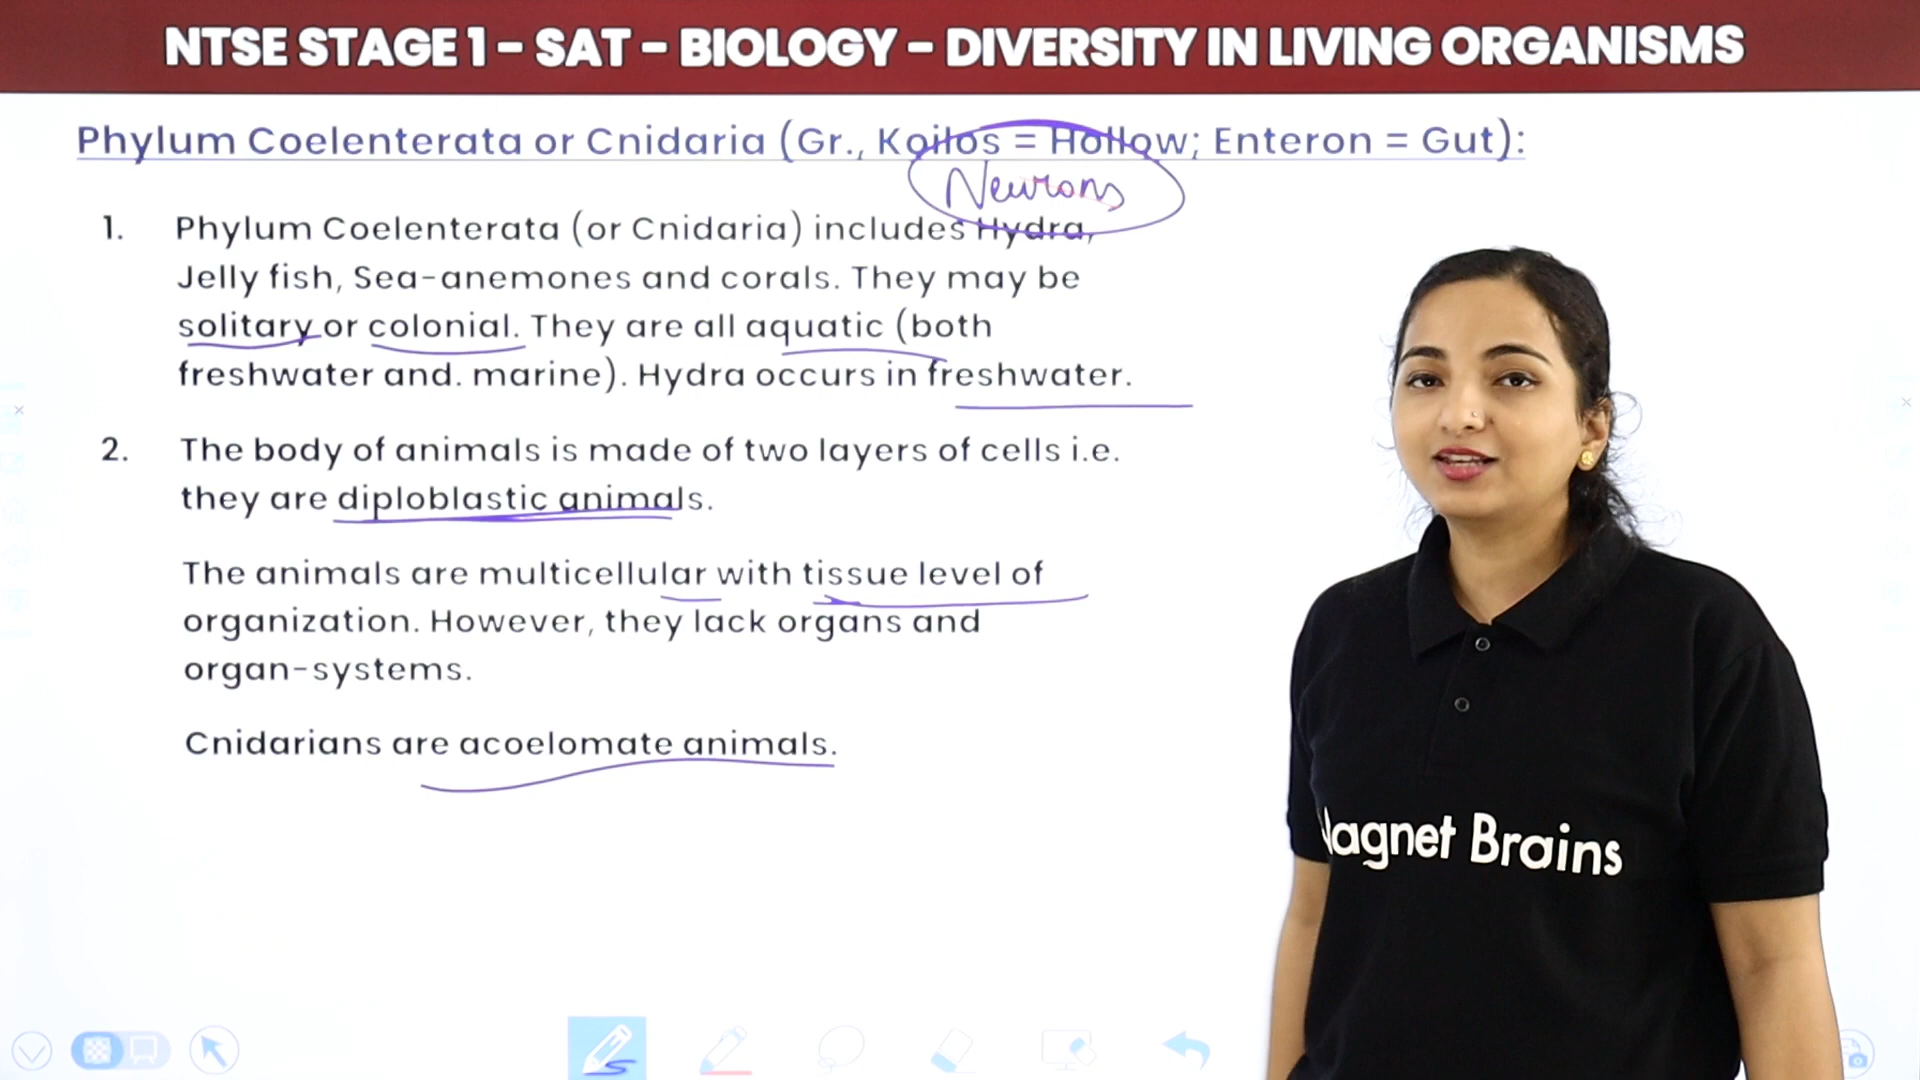 NTSE STAGE 1 – SAT – BIOLOGY – DIVERSITY IN LIVING ORGANISMS
Phylum Coelenterata or Cnidaria (Gr., Koilos = Hollow; Enteron = Gut):
Neurons
1. Phylum Coelenterata (or Cnidaria) includes Hydra,
Jelly fish, Sea-anemones and corals. They may be
solitary or colonial. They are all aquatic (both
freshwater and. marine). Hydra occurs in freshwater.
2. The body of animals is made of two layers of cells i.e.
they are diploblastic animals.
The animals are multicellular with tissue level of
organization. However, they lack organs and
organ-systems.
Cnidarians are acoelomate animals.
agnet Brains